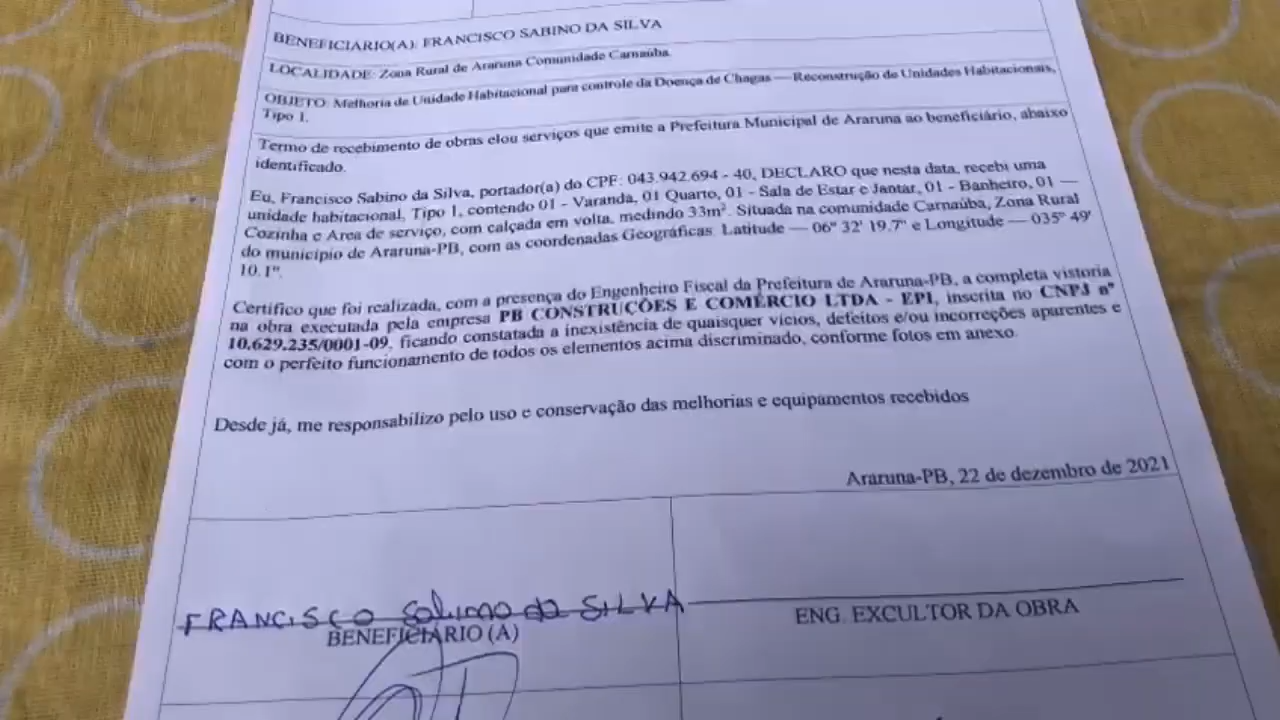 BENEFICIÁRIO(A): FRANCISCO SABINO DA SILVA
LOCALIDADE: Zona Rural de Araruna Comunidade Carnaúba.
OBJETO: Melhoria de Unidade Habitacional para controle da Doença de Chagas — Reconstrução de Unidades Habitacionais,
Tipo 1.
Termo de recebimento de obras e/ou serviços que emite a Prefeitura Municipal de Araruna ao beneficiário, abaixo
identificado.
Eu, Francisco Sabino da Silva, portador(a) do CPF: 043.942.694 - 40, DECLARO que nesta data, recebi uma
unidade habitacional, Tipo 1, contendo 01 - Varanda, 01 Quarto, 01 - Sala de Estar e Jantar, 01 - Banheiro, 01 —
Cozinha e Area de serviço, com calçada em volta, medindo 33m². Situada na comunidade Carnaúba, Zona Rural
do município de Araruna-PB, com as coordenadas Geográficas: Latitude — 06° 32' 19.7" e Longitude — 035° 49'
10.1".
Certifico que foi realizada, com a presença do Engenheiro Fiscal da Prefeitura de Araruna-PB, a completa vistoria
na obra executada pela empresa PB CONSTRUÇÕES E COMÉRCIO LTDA - EPI, inscrita no CNPJ nº
10.629.235/0001-09, ficando constatada a inexistência de quaisquer vícios, defeitos e/ou incorreções aparentes e
com o perfeito funcionamento de todos os elementos acima discriminado, conforme fotos em anexo.
Desde já, me responsabilizo pelo uso e conservação das melhorias e equipamentos recebidos
Araruna-PB, 22 de dezembro de 2021
FRANCISCO Sabino da SILVA
BENEFICIÁRIO (A)
ENG. EXCULTOR DA OBRA